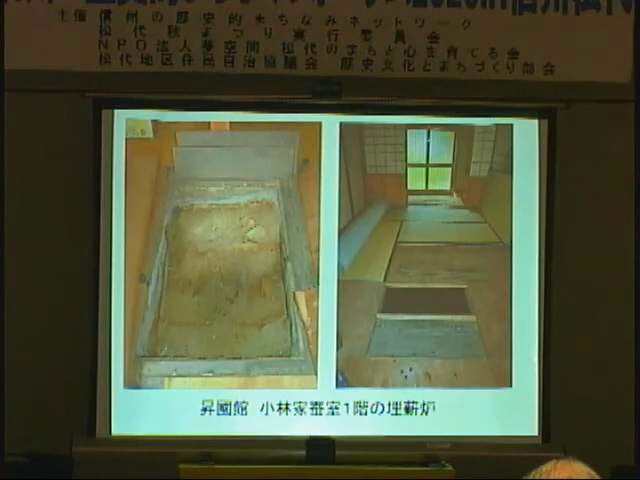 主催 信州の歴史的まちなみネットワーク
松代秋まつり実行委員会
NPO法人夢空間 松代のまちと心を育てる会
松代地区住民自治協議会 歴史文化とまちづくり部会
昇國館 小林家蚕室1階の埋薪炉